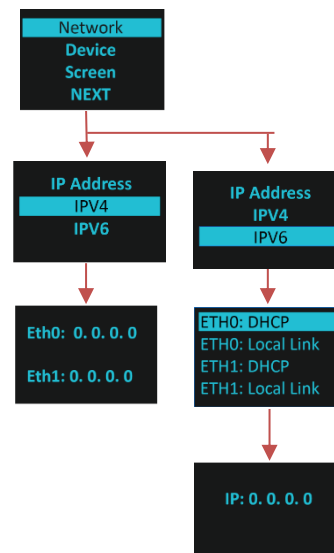 Network
Device
Screen
NEXT
IP Address
IPV4
IPV6
IP Address
IPV4
IPV6
Eth0: 0. 0. 0. 0
Eth1: 0. 0. 0. 0
ETH0: DHCP
ETH0: Local Link
ETH1: DHCP
ETH1: Local Link
IP: 0. 0. 0. 0